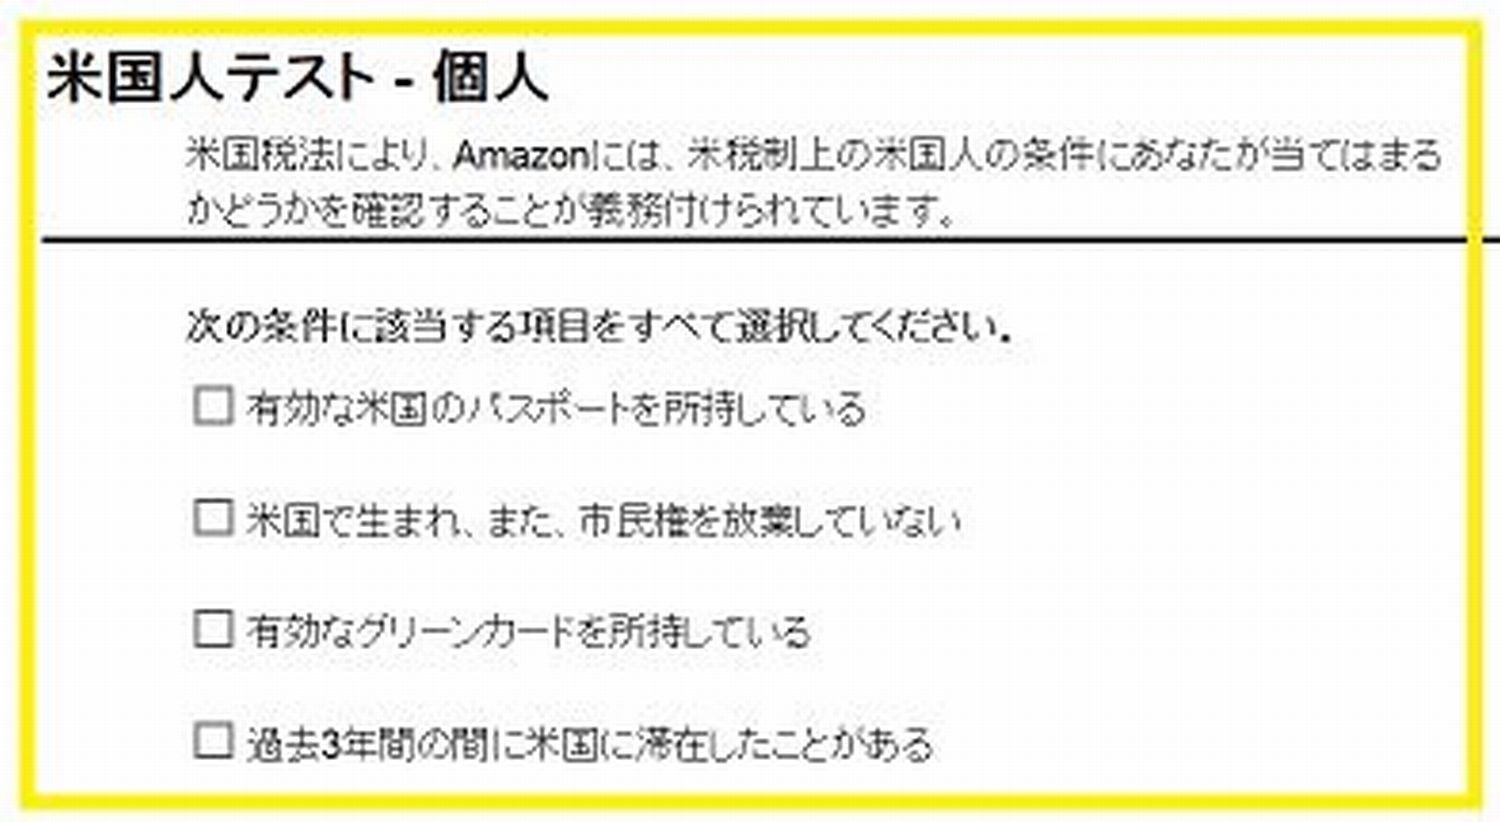 米国人テスト - 個人
米国税法により、Amazonには、米税制上の米国人の条件にあなたが当てはまる
かどうかを確認することが義務付けられています。
次の条件に該当する項目をすべて選択してください。
有効な米国のパスポートを所持している
米国で生まれ、また、市民権を放棄していない
有効なグリーンカードを所持している
過去3年間の間に米国に滞在したことがある